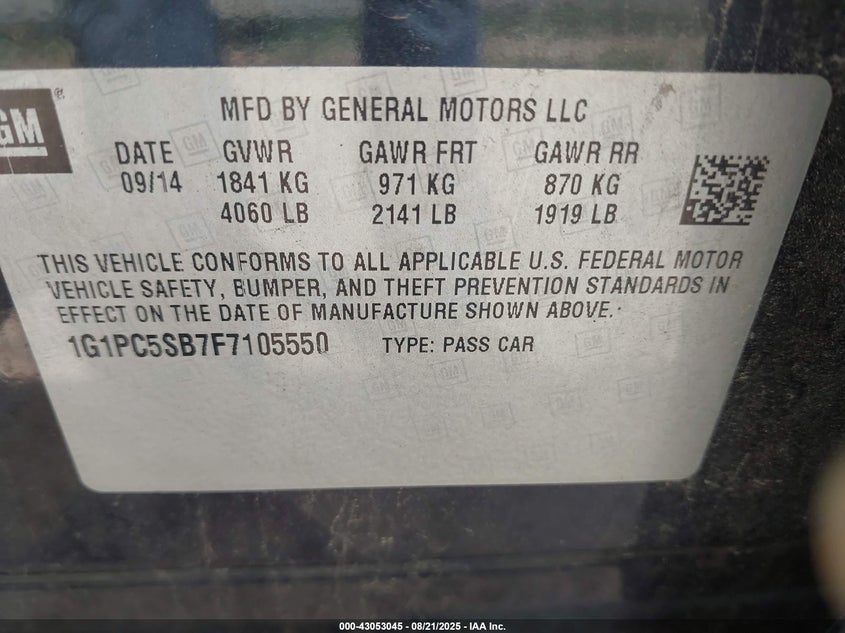 GM ®
MFD BY GENERAL MOTORS LLC
DATE GVWR GAWR FRT GAWR RR
09/14 1841 KG 971 KG 870 KG
4060 LB 2141 LB 1919 LB
THIS VEHICLE CONFORMS TO ALL APPLICABLE U.S. FEDERAL MOTOR
VEHICLE SAFETY, BUMPER, AND THEFT PREVENTION STANDARDS IN
EFFECT ON THE DATE OF MANUFACTURE SHOWN ABOVE.
1G1PC5SB7F7105550 TYPE: PASS CAR
000-43053045 - 08/21/2025 - IAA Inc.